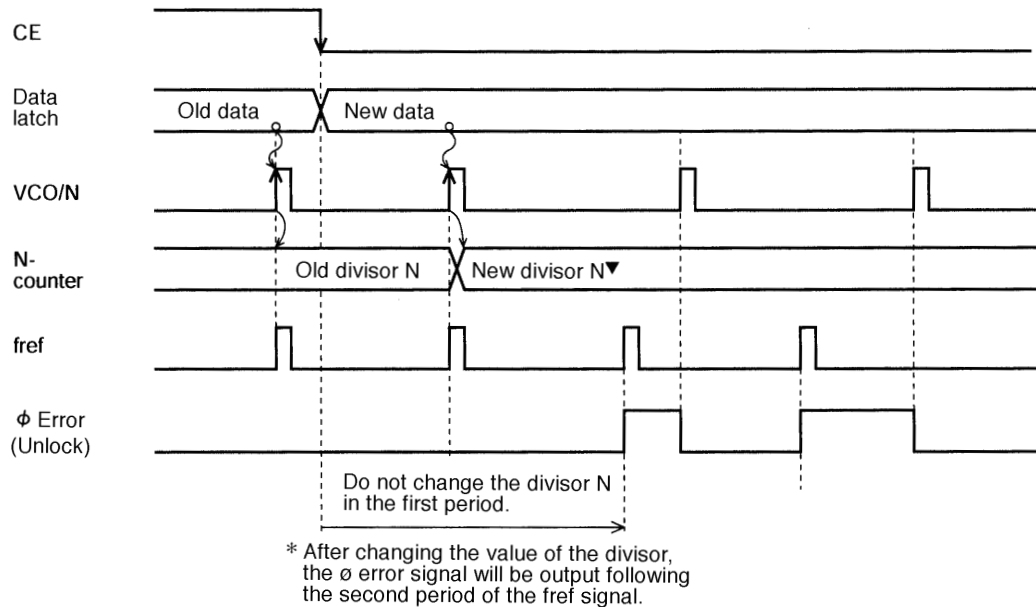 CE
Data
latch
Old data
New data
VCO/N
N-
counter
Old divisor N
New divisor N▼
fref
ϕ Error
(Unlock)
Do not change the divisor N
in the first period.
* After changing the value of the divisor,
the ø error signal will be output following
the second period of the fref signal.